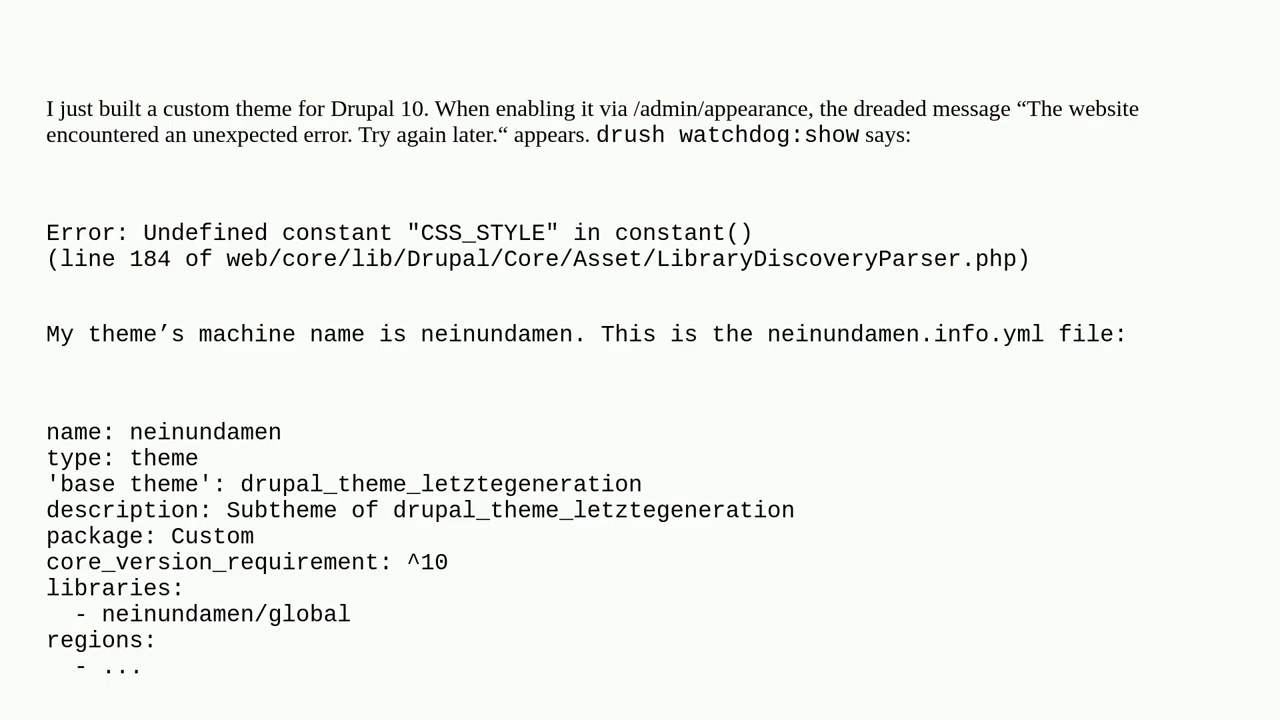 I just built a custom theme for Drupal 10. When enabling it via /admin/appearance, the dreaded message “The website
encountered an unexpected error. Try again later.“ appears. drush watchdog:show says:
Error: Undefined constant "CSS_STYLE" in constant()
(line 184 of web/core/lib/Drupal/Core/Asset/LibraryDiscoveryParser.php)
My theme’s machine name is neinundamen. This is the neinundamen.info.yml file:
name: neinundamen
type: theme
'base theme': drupal_theme_letztegeneration
description: Subtheme of drupal_theme_letztegeneration
package: Custom
core_version_requirement: ^10
libraries:
  - neinundamen/global
regions:
  - ...